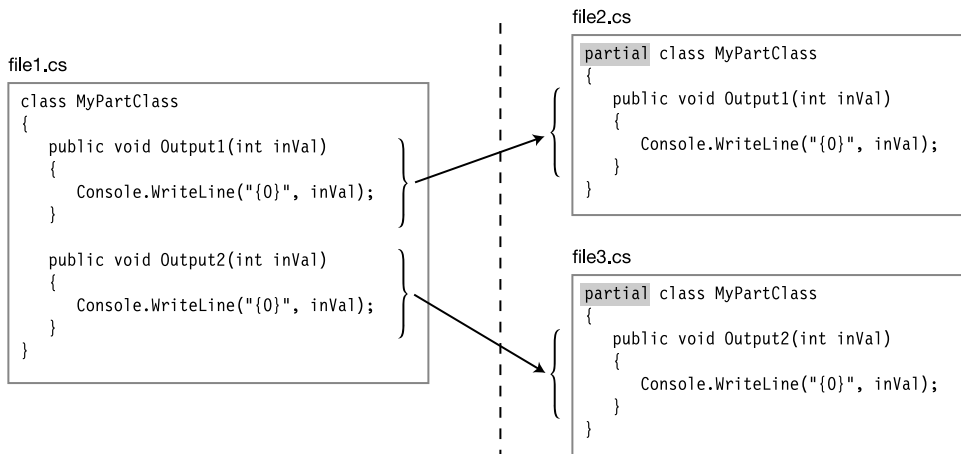 file1.cs
class MyPartClass
{
   public void Output1(int inVal)
   {
      Console.WriteLine("{0}", inVal);
   }

   public void Output2(int inVal)
   {
      Console.WriteLine("{0}", inVal);
   }
}
file2.cs
partial class MyPartClass
{
   public void Output1(int inVal)
   {
      Console.WriteLine("{0}", inVal);
   }
}
file3.cs
partial class MyPartClass
{
   public void Output2(int inVal)
   {
      Console.WriteLine("{0}", inVal);
   }
}